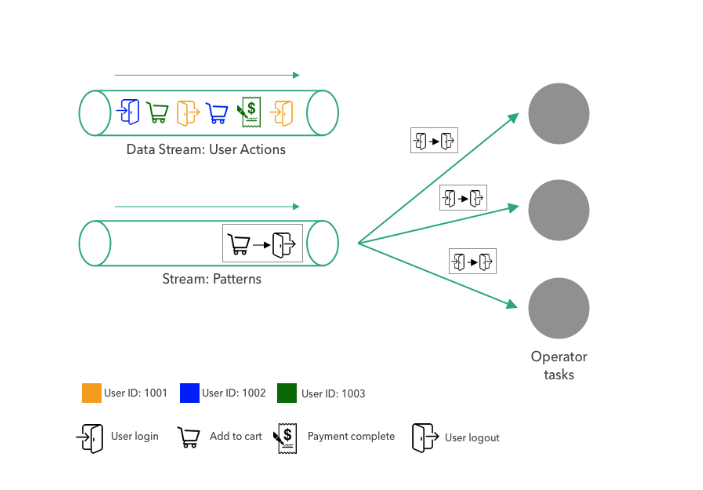 $
Data Stream: User Actions
Stream: Patterns
Operator
tasks
User ID: 1001
User ID: 1002
User ID: 1003
User login
Add to cart
$
Payment complete
User logout